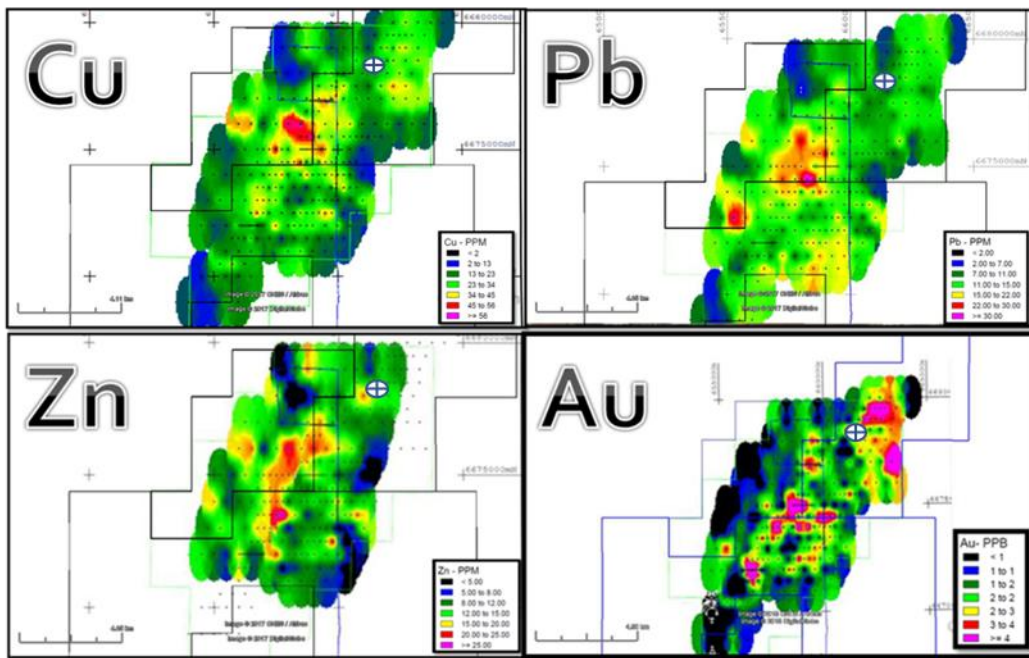 Cu
6680000mN
6675000mN
Cu - PPM
< 2
2 to 13
13 to 23
23 to 34
34 to 45
45 to 56
>= 56
Pb
6680000mN
6675000mN
Pb - PPM
< 2.00
2.00 to 7.00
7.00 to 11.00
11.00 to 15.00
15.00 to 22.00
22.00 to 30.00
>= 30.00
Zn
6675000mN
Zn - PPM
< 5.00
5.00 to 8.00
8.00 to 12.00
12.00 to 15.00
15.00 to 20.00
20.00 to 25.00
>= 25.00
Au
Au- PPB
< 1
1 to 1
1 to 2
2 to 2
2 to 3
3 to 4
>= 4